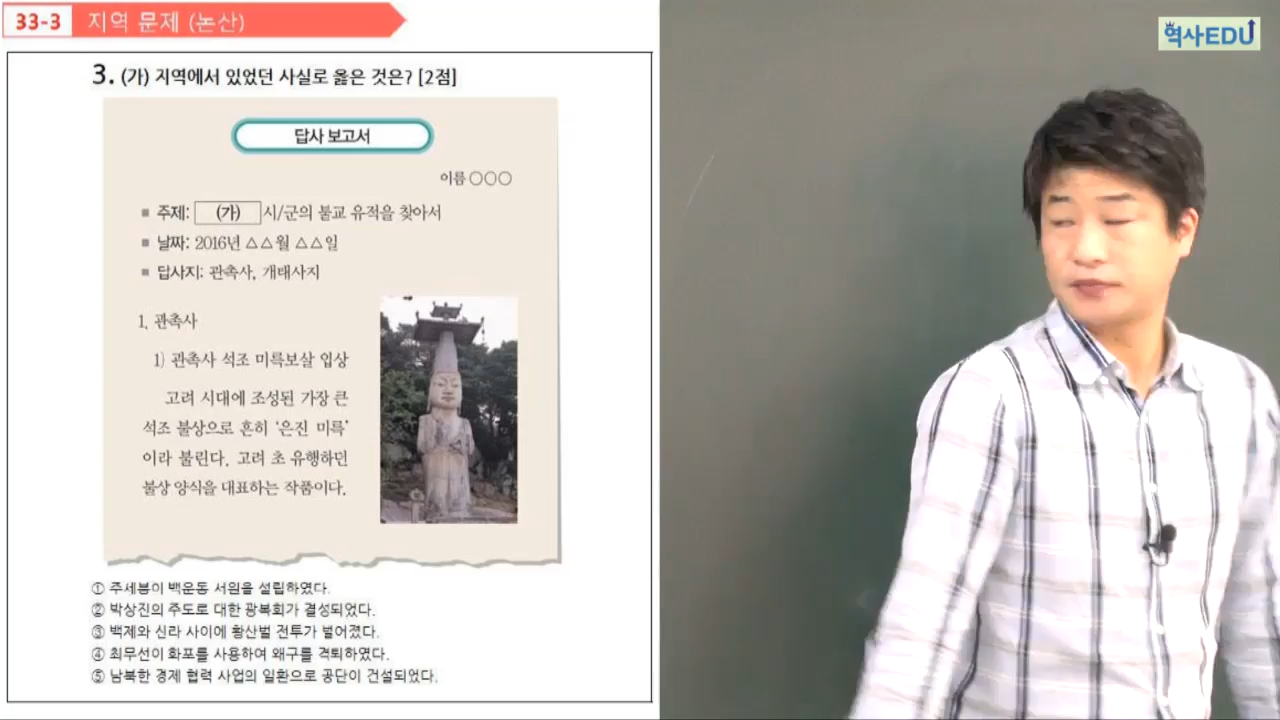 33-3 지역 문제 (논산)
역사EDU
3. (가) 지역에서 있었던 사실로 옳은 것은? [2점]
답사 보고서
이름 ○○○
■ 주제: (가) 시/군의 불교 유적을 찾아서
■ 날짜: 2016년 △△월 △△일
■ 답사지: 관촉사, 개태사지
1. 관촉사
1) 관촉사 석조 미륵보살 입상
고려 시대에 조성된 가장 큰
석조 불상으로 흔히 ‘은진 미륵’
이라 불린다. 고려 초 유행하던
불상 양식을 대표하는 작품이다.
① 주세붕이 백운동 서원을 설립하였다.
② 박상진의 주도로 대한 광복회가 결성되었다.
③ 백제와 신라 사이에 황산벌 전투가 벌어졌다.
④ 최무선이 화포를 사용하여 왜구를 격퇴하였다.
⑤ 남북한 경제 협력 사업의 일환으로 공단이 건설되었다.